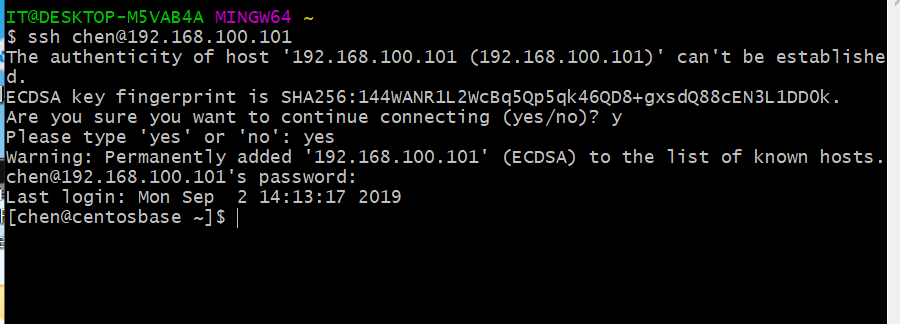 IT@DESKTOP-M5VAB4A MINGW64 ~
$ ssh chen@192.168.100.101
The authenticity of host '192.168.100.101 (192.168.100.101)' can't be establishe
d.
ECDSA key fingerprint is SHA256:144WANR1L2WcBq5Qp5qk46QD8+gxsdQ88cEN3L1DD0k.
Are you sure you want to continue connecting (yes/no)? y
Please type 'yes' or 'no': yes
Warning: Permanently added '192.168.100.101' (ECDSA) to the list of known hosts.
chen@192.168.100.101's password:
Last login: Mon Sep  2 14:13:17 2019
[chen@centosbase ~]$